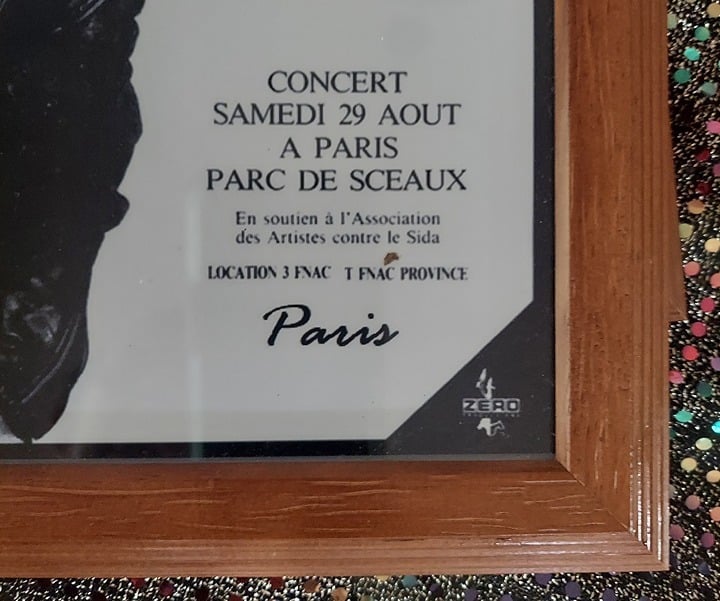 CONCERT
SAMEDI 29 AOUT
A PARIS
PARC DE SCEAUX
En soutien à l'Association
des Artistes contre le Sida
LOCATION 3 FNAC T FNAC PROVINCE
Paris
ZERO